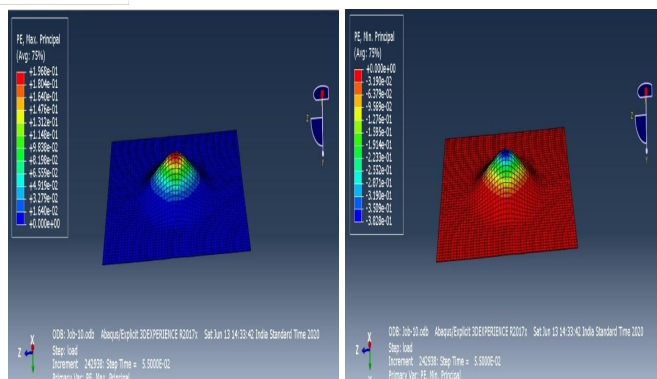 PE, Max. Principal
(Avg: 75%)
+1.968e-01
+1.804e-01
+1.640e-01
+1.476e-01
+1.312e-01
+1.148e-01
+9.838e-02
+8.198e-02
+6.559e-02
+4.919e-02
+3.279e-02
+1.640e-02
+0.000e+00
Z
Y
X
Z
ODB: Job-10.odb Abaqus/Explicit 3DEXPERIENCE R2017x Sat Jun 13 14:33:42 India Standard Time 2020
Step: load
Increment 242938: Step Time = 5.5000E-02
Primary Var: PE, Max. Principal
PE, Min. Principal
(Avg: 75%)
+0.000e+00
-3.190e-02
-6.379e-02
-9.569e-02
-1.276e-01
-1.595e-01
-1.914e-01
-2.233e-01
-2.552e-01
-2.871e-01
-3.190e-01
-3.509e-01
-3.828e-01
Z
Y
X
Z
ODB: Job-10.odb Abaqus/Explicit 3DEXPERIENCE R2017x Sat Jun 13 14:33:42 India Standard Time 2020
Step: load
Increment 242938: Step Time = 5.5000E-02
Primary Var: PE, Min. Principal